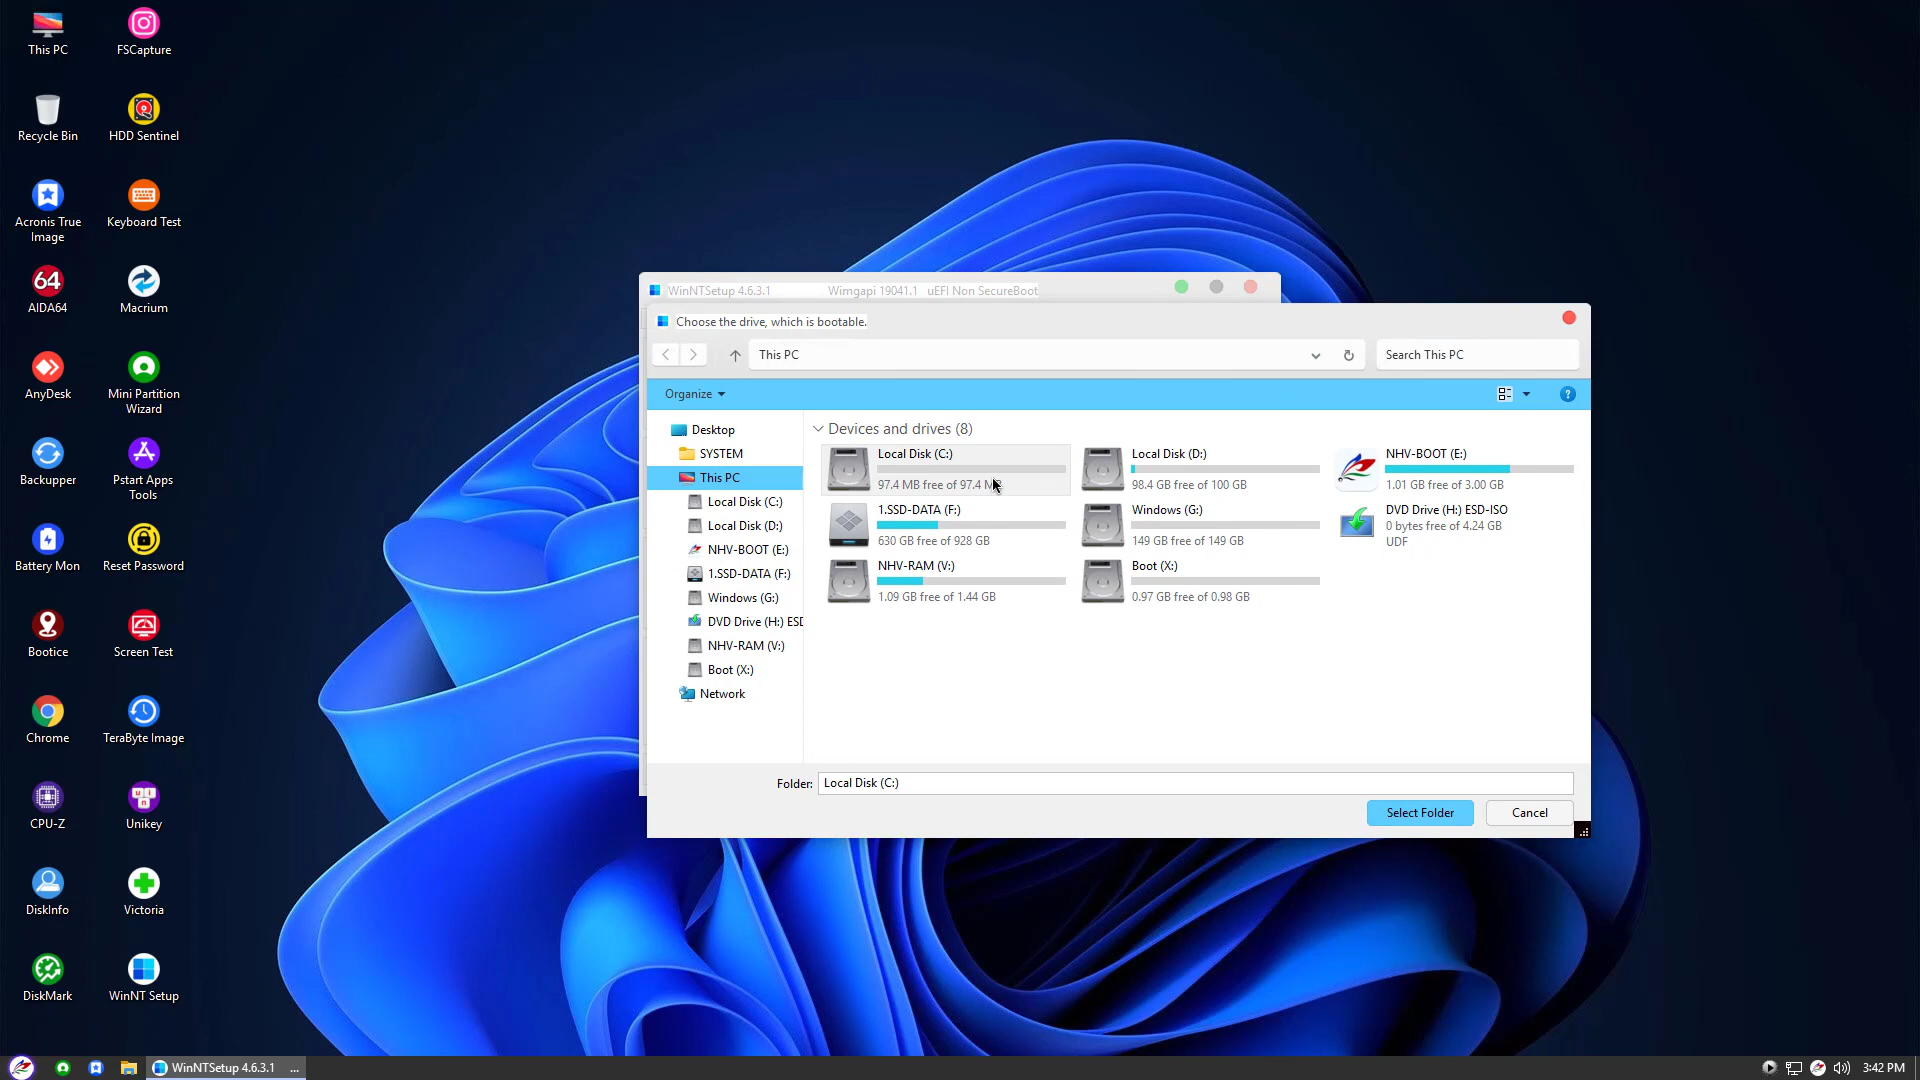 This PC
FSCapture
Recycle Bin
HDD Sentinel
Acronis True
Image
Keyboard Test
64
AIDA64
Macrium
AnyDesk
Mini Partition
Wizard
Backupper
Pstart Apps
Tools
Battery Mon
Reset Password
Bootice
Screen Test
Chrome
TeraByte Image
CPU-Z
Unikey
DiskInfo
Victoria
DiskMark
WinNT Setup
WinNTSetup 4.6.3.1 Wimgapi 19041.1 uEFI Non SecureBoot
Choose the drive, which is bootable.
This PC
Search This PC
Organize
Desktop
SYSTEM
This PC
Local Disk (C:)
Local Disk (D:)
NHV-BOOT (E:)
1.SSD-DATA (F:)
Windows (G:)
DVD Drive (H:) ESD
NHV-RAM (V:)
Boot (X:)
Network
Devices and drives (8)
Local Disk (C:)
97.4 MB free of 97.4 M
Local Disk (D:)
98.4 GB free of 100 GB
NHV-BOOT (E:)
1.01 GB free of 3.00 GB
1.SSD-DATA (F:)
630 GB free of 928 GB
Windows (G:)
149 GB free of 149 GB
DVD Drive (H:) ESD-ISO
0 bytes free of 4.24 GB
UDF
NHV-RAM (V:)
1.09 GB free of 1.44 GB
Boot (X:)
0.97 GB free of 0.98 GB
Folder:
Local Disk (C:)
Select Folder
Cancel
WinNTSetup 4.6.3.1 ...
3:42 PM